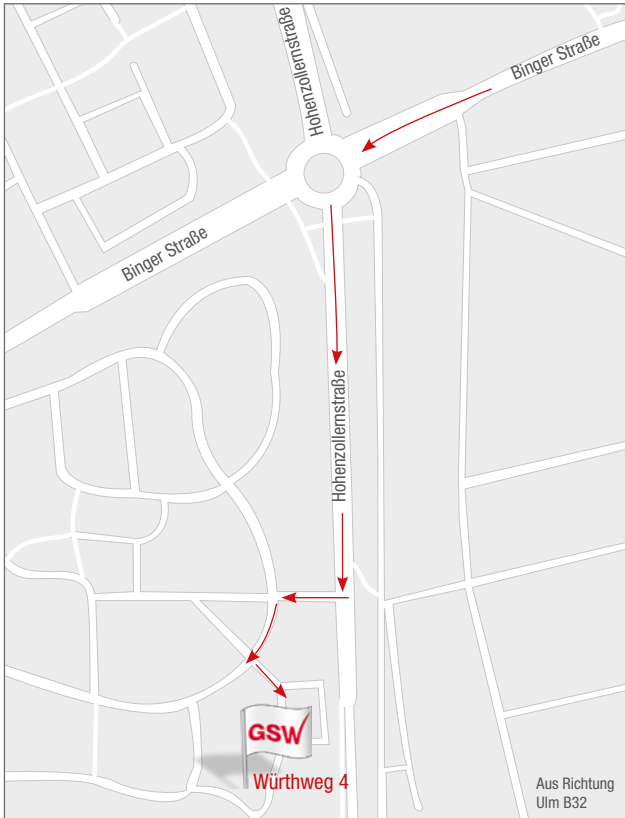 Hohenzollernstraße
Binger Straße
Binger Straße
Hohenzollernstraße
GSW
Würthweg 4
Aus Richtung
Ulm B32